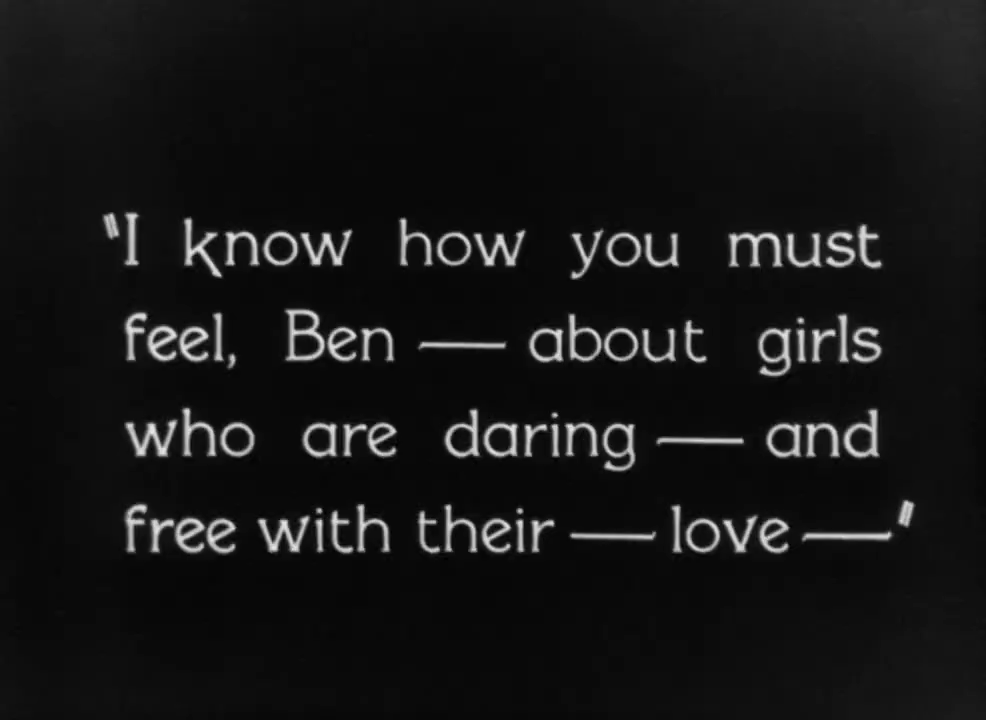 "I know how you must
feel, Ben — about girls
who are daring — and
free with their — love —"